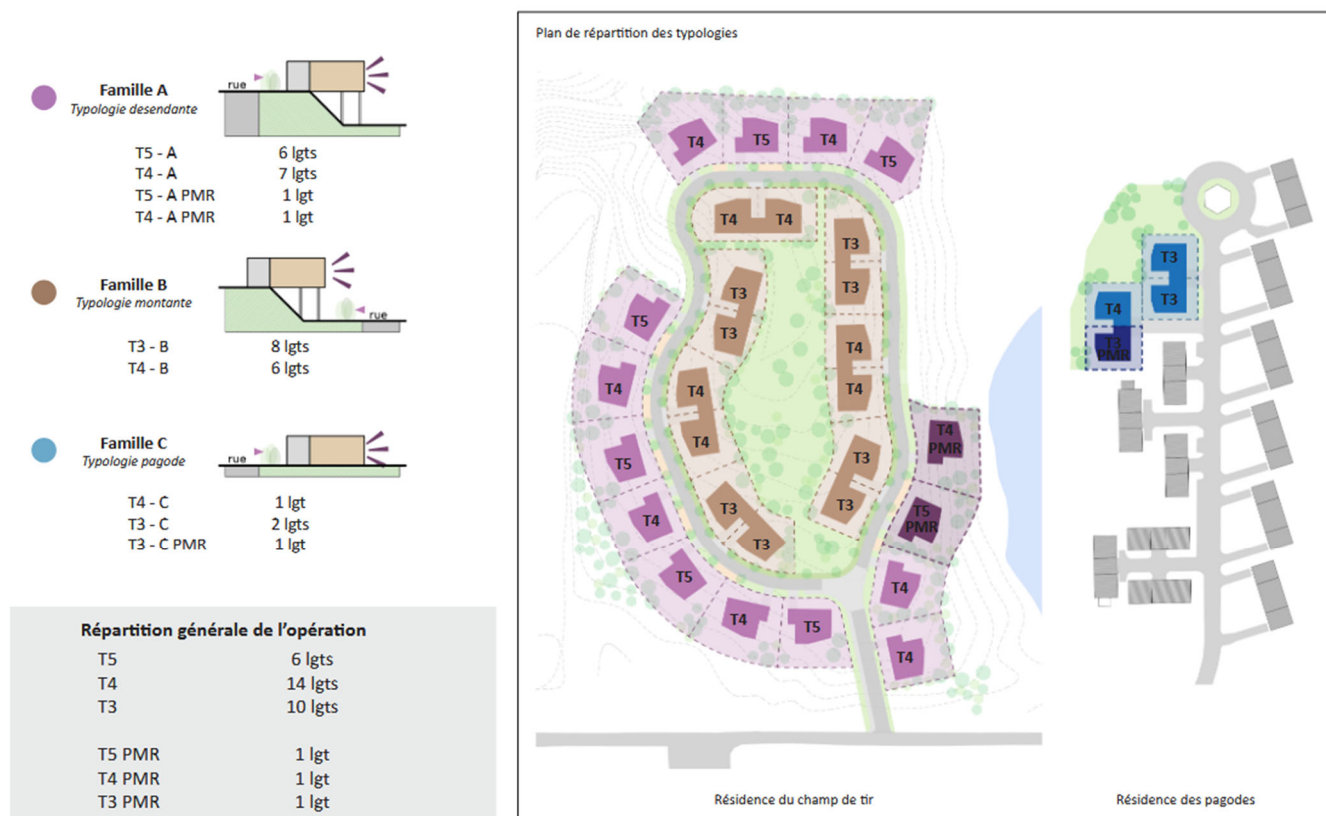 Famille A
Typologie desendante
rue
T5 - A 6 lgts
T4 - A 7 lgts
T5 - A PMR 1 lgt
T4 - A PMR 1 lgt
Famille B
Typologie montante
rue
T3 - B 8 lgts
T4 - B 6 lgts
Famille C
Typologie pagode
rue
T4 - C 1 lgt
T3 - C 2 lgts
T3 - C PMR 1 lgt
Répartition générale de l'opération
T5 6 lgts
T4 14 lgts
T3 10 lgts
T5 PMR 1 lgt
T4 PMR 1 lgt
T3 PMR 1 lgt
Plan de répartition des typologies
T4
T5
T4
T5
T4
T4
T3
T3
T3
T3
T5
T4
T4
T4
T4
T4
T5
T4
T3
T3
T3
T3
T5
T4
T5
T4
PMR
T5
PMR
T4
T4
Résidence du champ de tir
T3
T3
T4
T3
PMR
Résidence des pagodes